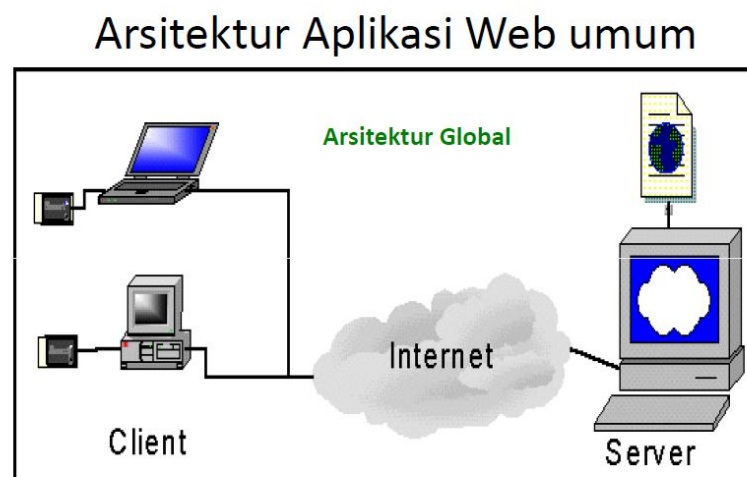 Arsitektur Aplikasi Web umum
Arsitektur Global
Internet
Client
Server